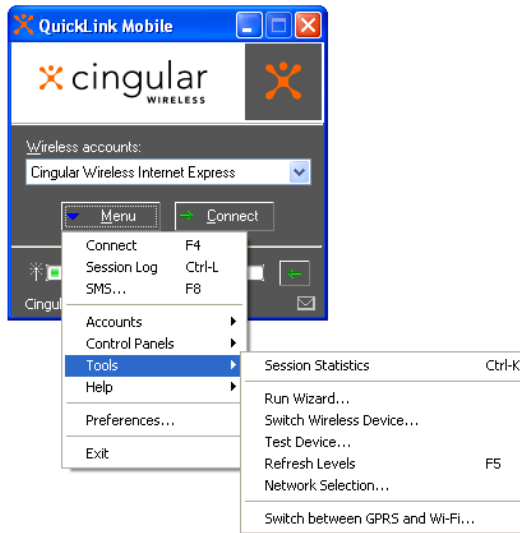 QuickLink Mobile
cingular
WIRELESS
Wireless accounts:
Cingular Wireless Internet Express
Menu
Connect
Connect F4
Session Log Ctrl-L
SMS... F8
Cingul
Accounts
Control Panels
Tools
Help
Preferences...
Exit
Session Statistics Ctrl-K
Run Wizard...
Switch Wireless Device...
Test Device...
Refresh Levels F5
Network Selection...
Switch between GPRS and Wi-Fi...